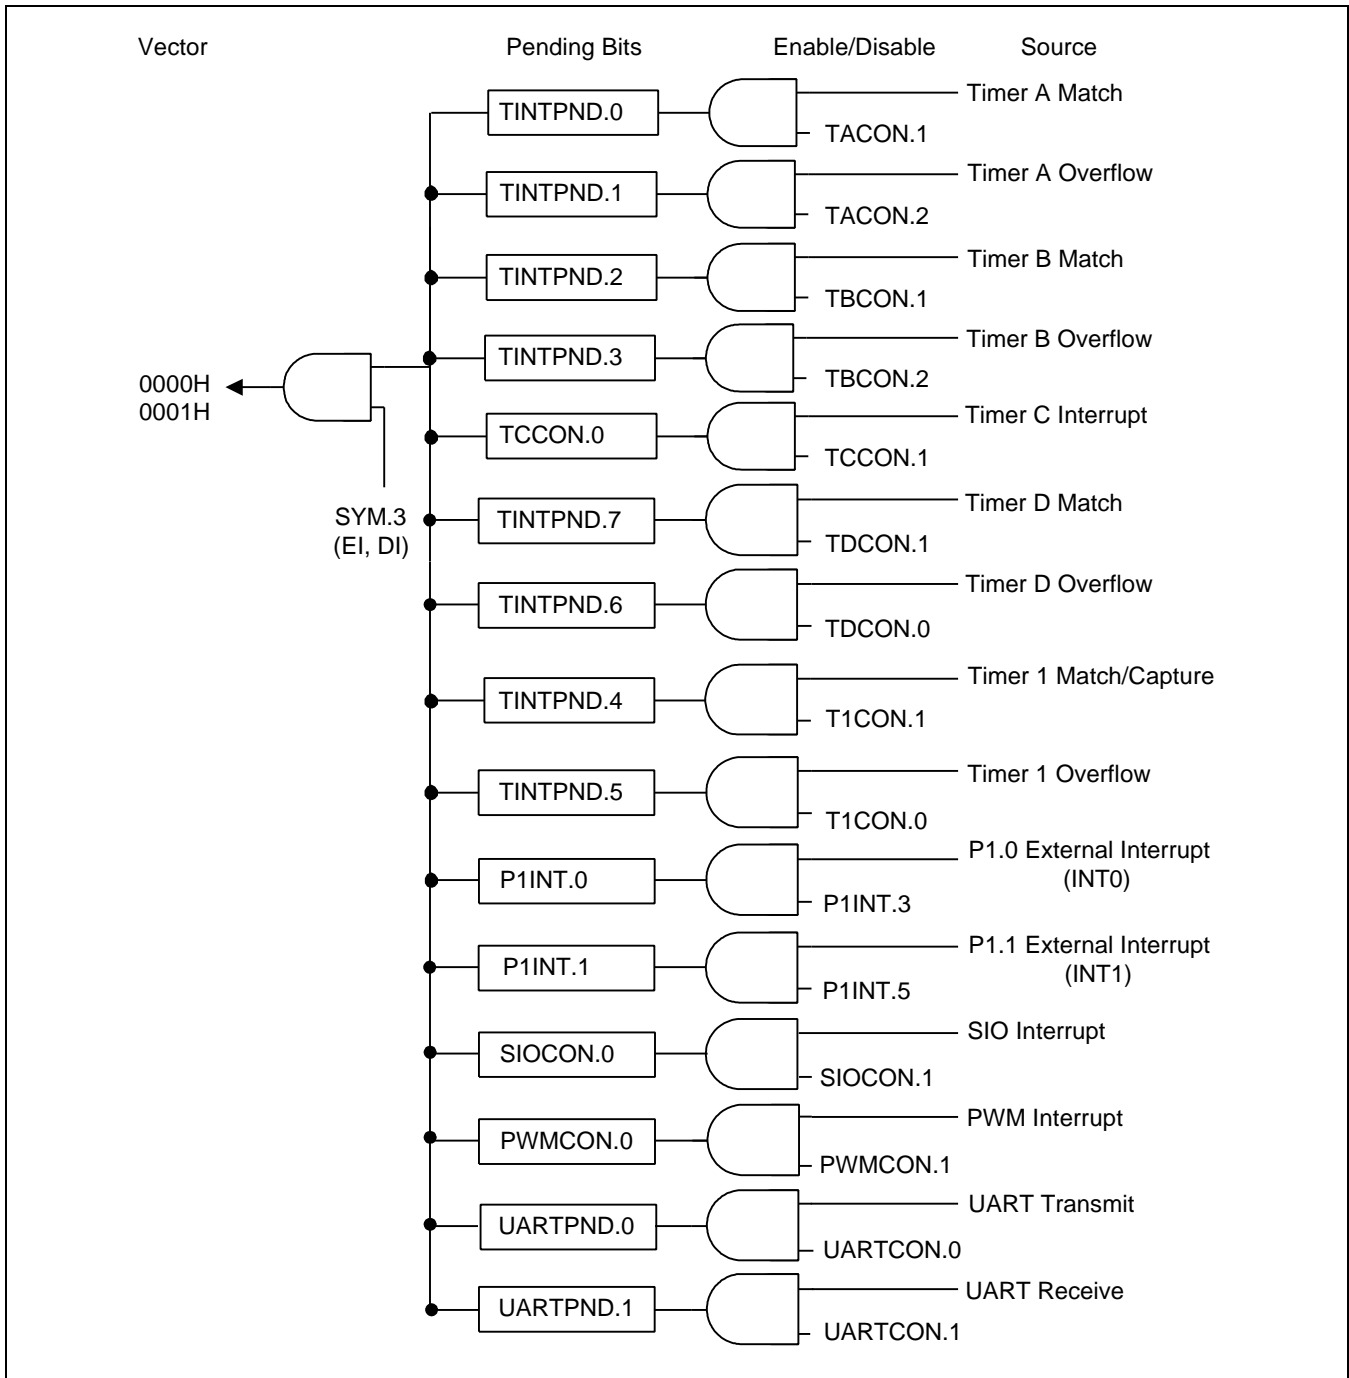 Vector Pending Bits Enable/Disable Source
TINTPND.0 Timer A Match
TACON.1
TINTPND.1 Timer A Overflow
TACON.2
TINTPND.2 Timer B Match
TBCON.1
TINTPND.3 Timer B Overflow
TBCON.2
0000H
0001H
TCCON.0 Timer C Interrupt
TCCON.1
SYM.3
(EI, DI)
TINTPND.7 Timer D Match
TDCON.1
TINTPND.6 Timer D Overflow
TDCON.0
TINTPND.4 Timer 1 Match/Capture
T1CON.1
TINTPND.5 Timer 1 Overflow
T1CON.0
P1INT.0 P1.0 External Interrupt
(INT0)
P1INT.3
P1INT.1 P1.1 External Interrupt
(INT1)
P1INT.5
SIOCON.0 SIO Interrupt
SIOCON.1
PWMCON.0 PWM Interrupt
PWMCON.1
UARTPND.0 UART Transmit
UARTCON.0
UARTPND.1 UART Receive
UARTCON.1